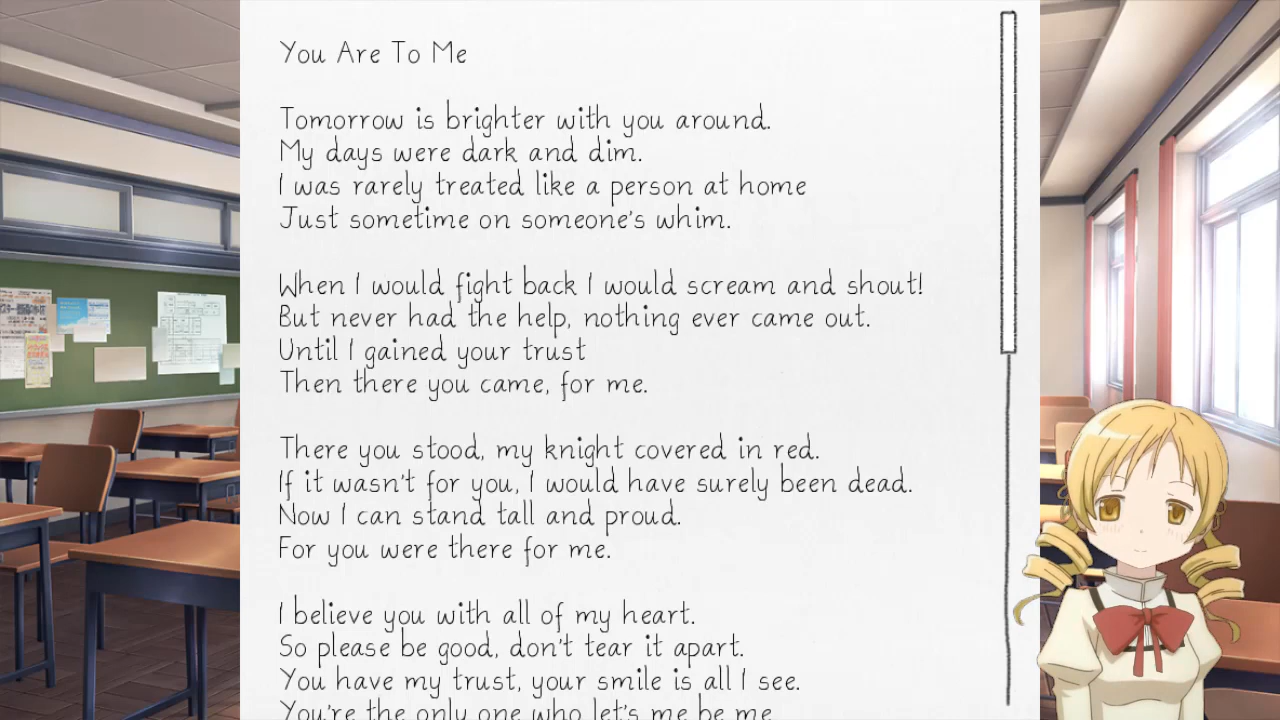 You Are To Me
Tomorrow is brighter with you around.
My days were dark and dim.
I was rarely treated like a person at home
Just sometime on someone's whim.
When I would fight back I would scream and shout!
But never had the help, nothing ever came out.
Until I gained your trust
Then there you came, for me.
There you stood, my knight covered in red.
If it wasn't for you, I would have surely been dead.
Now I can stand tall and proud.
For you were there for me.
I believe you with all of my heart.
So please be good, don't tear it apart.
You have my trust, your smile is all I see.
You're the only one who let's me be me